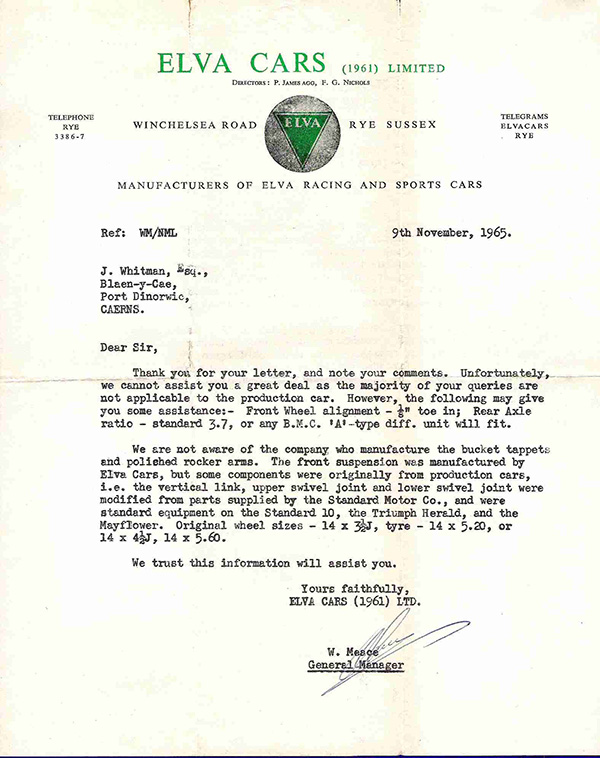 ELVA CARS (1961) LIMITED
DIRECTORS: P. JAMESAGO, F. G. NICHOLS
TELEPHONE
RYE
3386-7
WINCHELSEA ROAD
ELVA
RYE SUSSEX
TELEGRAMS
ELVACARS
RYE
MANUFACTURERS OF ELVA RACING AND SPORTS CARS
Ref: WM/NML
9th November, 1965.
J. Whitman, Esq.,
Blaen-y-Cae,
Port Dinorwic,
CAERNS.
Dear Sir,
Thank you for your letter, and note your comments. Unfortunately,
we cannot assist you a great deal as the majority of your queries are
not applicable to the production car. However, the following may give
you some assistance:- Front Wheel alignment - ⅛" toe in; Rear Axle
ratio - standard 3.7, or any B.M.C. 'A'-type diff. unit will fit.
We are not aware of the company who manufacture the bucket tappets
and polished rocker arms. The front suspension was manufactured by
Elva Cars, but some components were originally from production cars,
i.e. the vertical link, upper swivel joint and lower swivel joint were
modified from parts supplied by the Standard Motor Co., and were
standard equipment on the Standard 10, the Triumph Herald, and the
Mayflower. Original wheel sizes - 14 x 3½J, tyre - 14 x 5.20, or
14 x 4½J, 14 x 5.60.
We trust this information will assist you.
Yours faithfully,
ELVA CARS (1961) LTD.
W. Meace
General Manager